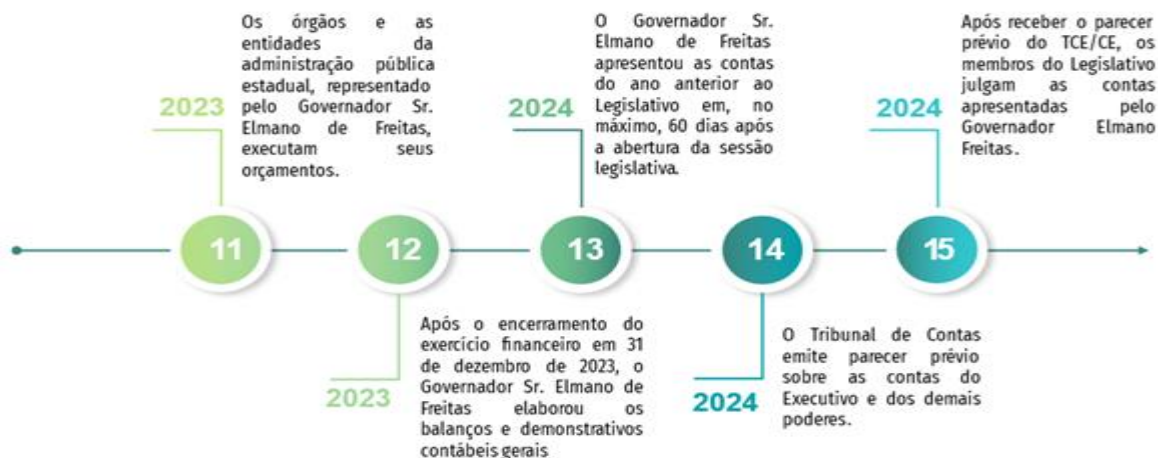 2023
Os órgãos e as
entidades da
administração pública
estadual, representado
pelo Governador Sr.
Elmano de Freitas,
executam seus
orçamentos.
2024
O Governador Sr.
Elmano de Freitas
apresentou as contas
do ano anterior ao
Legislativo em, no
máximo, 60 dias após
a abertura da sessão
legislativa.
2024
Após receber o parecer
prévio do TCE/CE, os
membros do Legislativo
julgam as contas
apresentadas pelo
Governador Elmano
Freitas.
11
12
13
14
15
2023
Após o encerramento do
exercício financeiro em 31
de dezembro de 2023, o
Governador Sr. Elmano de
Freitas elaborou os
balanços e demonstrativos
contábeis gerais
2024
O Tribunal de Contas
emite parecer prévio
sobre as contas do
Executivo e dos demais
poderes.